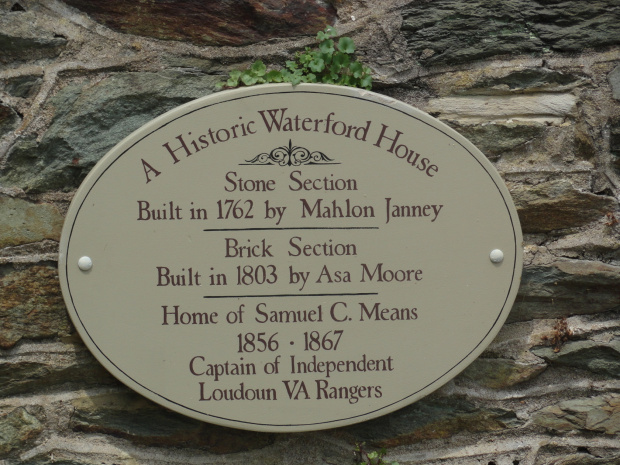 A Historic Waterford House
Stone Section
Built in 1762 by Mahlon Janney
Brick Section
Built in 1803 by Asa Moore
Home of Samuel C. Means
1856 · 1867
Captain of Independent
Loudoun VA Rangers